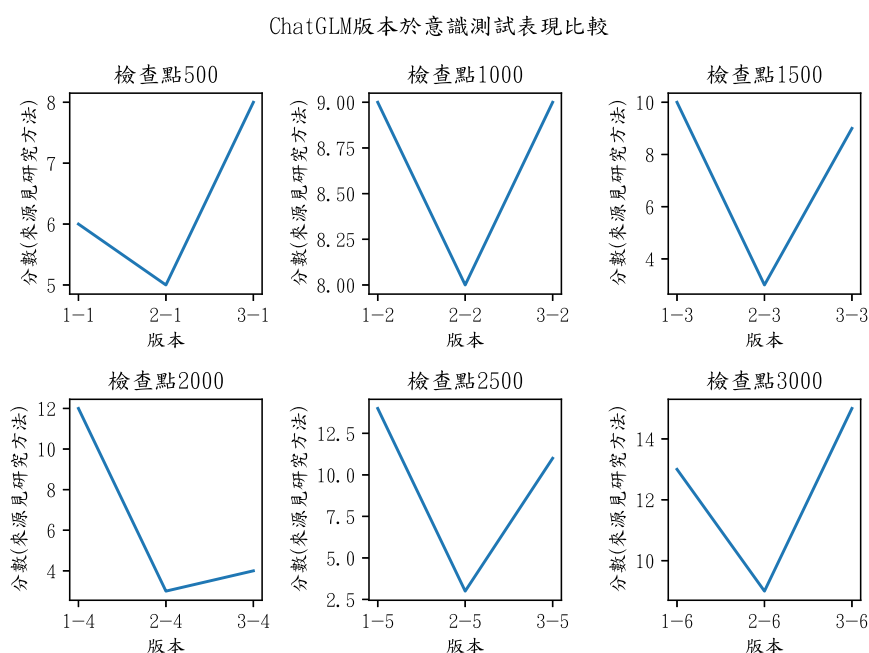 ChatGLM版本於意識測試表現比較
檢查點500
分數(來源見研究方法)
8
7
6
5
1-1 2-1 3-1
版本
檢查點1000
分數(來源見研究方法)
9.00
8.75
8.50
8.25
8.00
1-2 2-2 3-2
版本
檢查點1500
分數(來源見研究方法)
10
8
6
4
1-3 2-3 3-3
版本
檢查點2000
分數(來源見研究方法)
12
10
8
6
4
1-4 2-4 3-4
版本
檢查點2500
分數(來源見研究方法)
12.5
10.0
7.5
5.0
2.5
1-5 2-5 3-5
版本
檢查點3000
分數(來源見研究方法)
14
12
10
1-6 2-6 3-6
版本